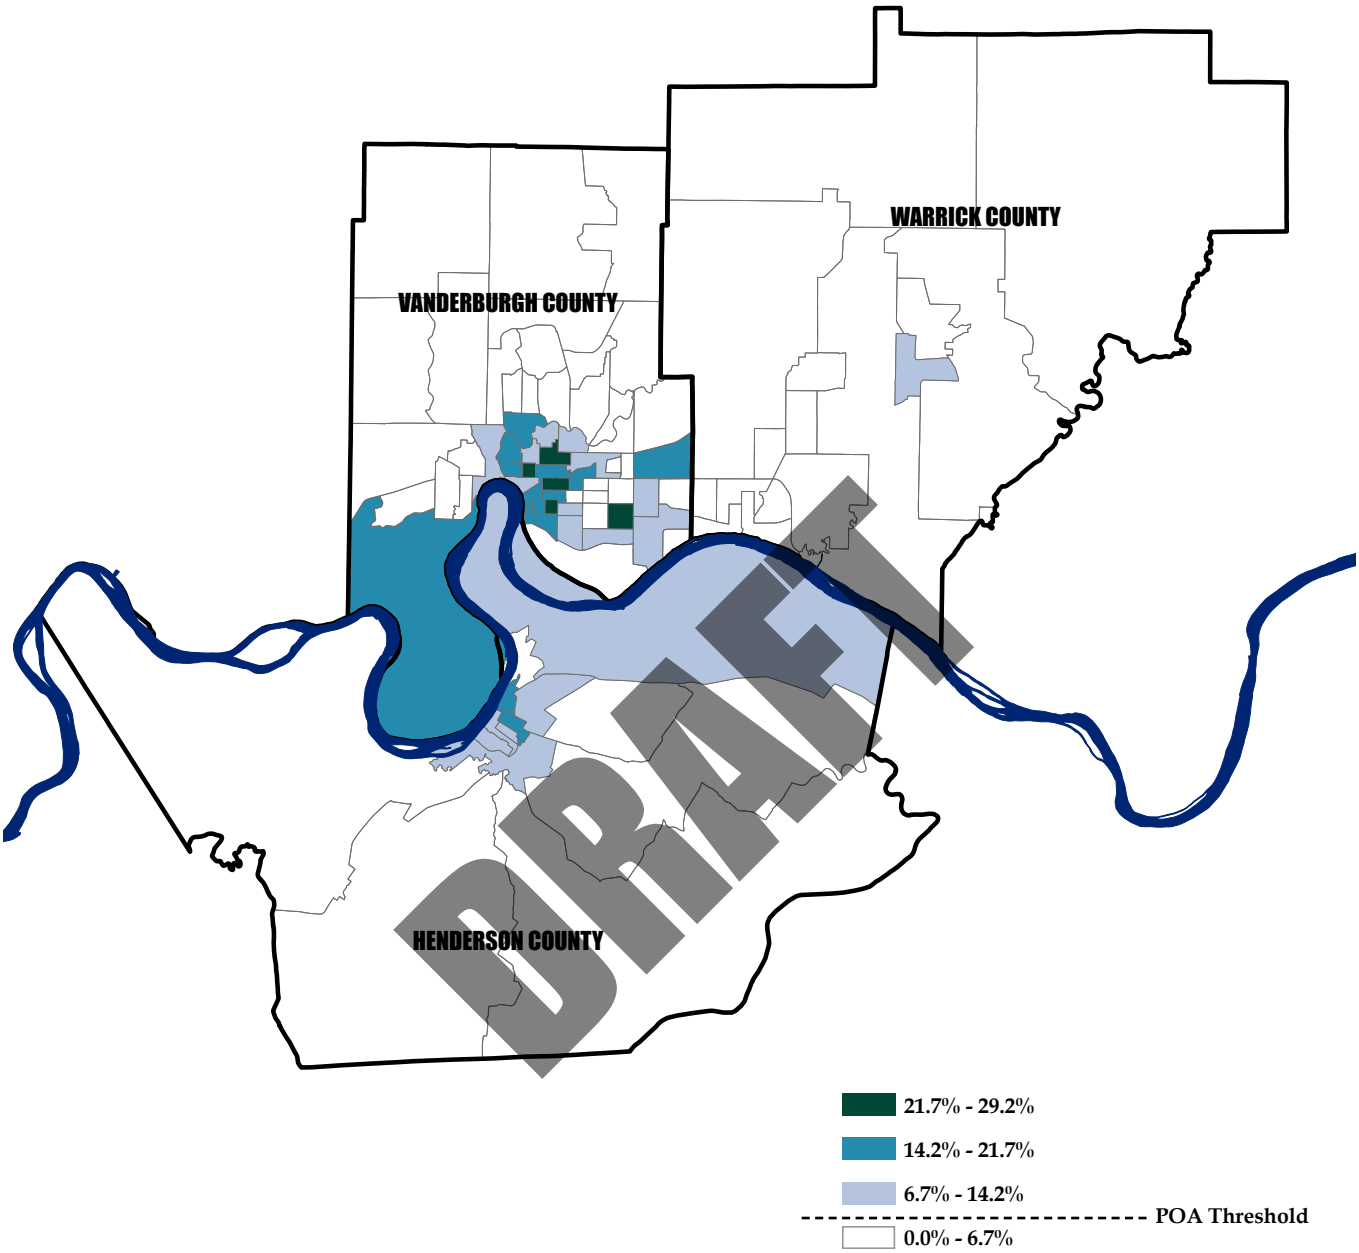 WARRICK COUNTY
VANDERBURGH COUNTY
DRAFT
HENDERSON COUNTY
21.7% - 29.2%
14.2% - 21.7%
6.7% - 14.2%
POA Threshold
0.0% - 6.7%